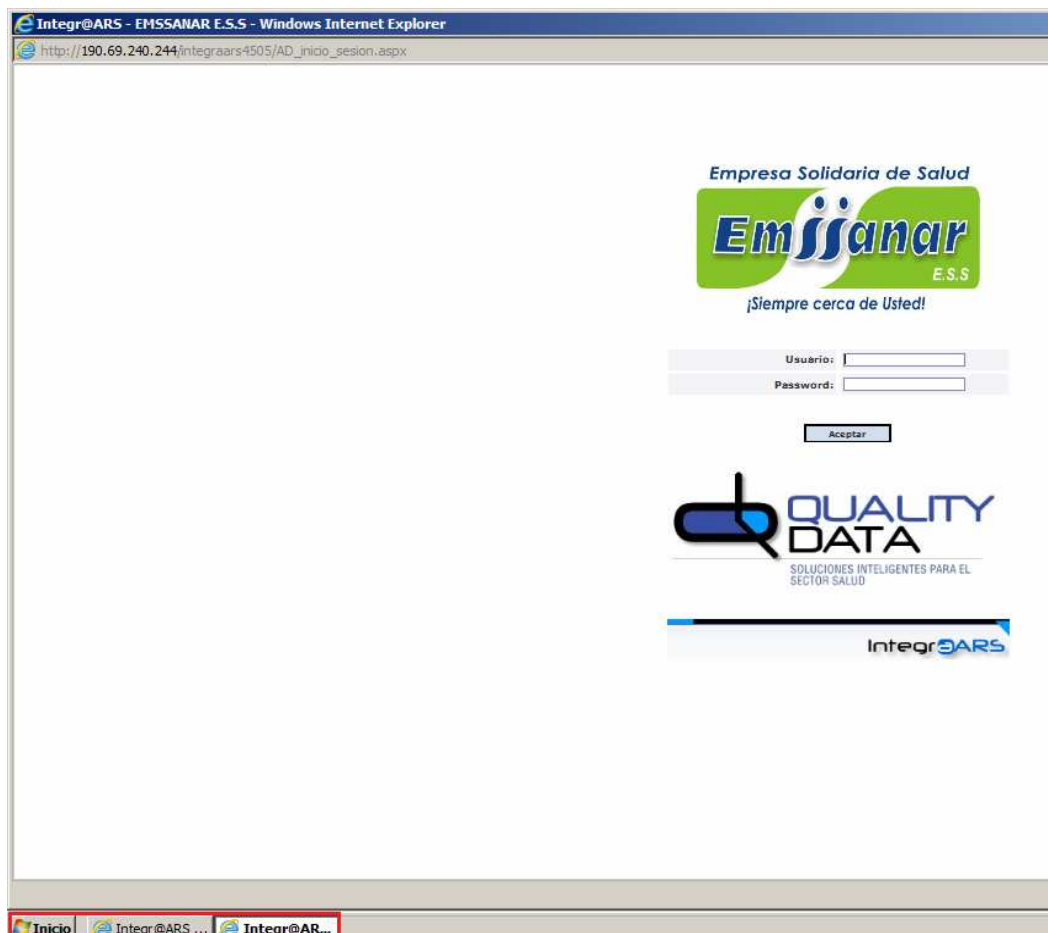 Integr@ARS - EMSSANAR E.S.S - Windows Internet Explorer
http://190.69.240.244/integraars4505/AD_inicio_sesion.aspx
Empresa Solidaria de Salud
Emssanar
E.S.S
¡Siempre cerca de Usted!
Usuario:
Password:
Aceptar
QUALITY
DATA
SOLUCIONES INTELIGENTES PARA EL
SECTOR SALUD
Integr@ARS
Inicio Integr@ARS ... Integr@AR...